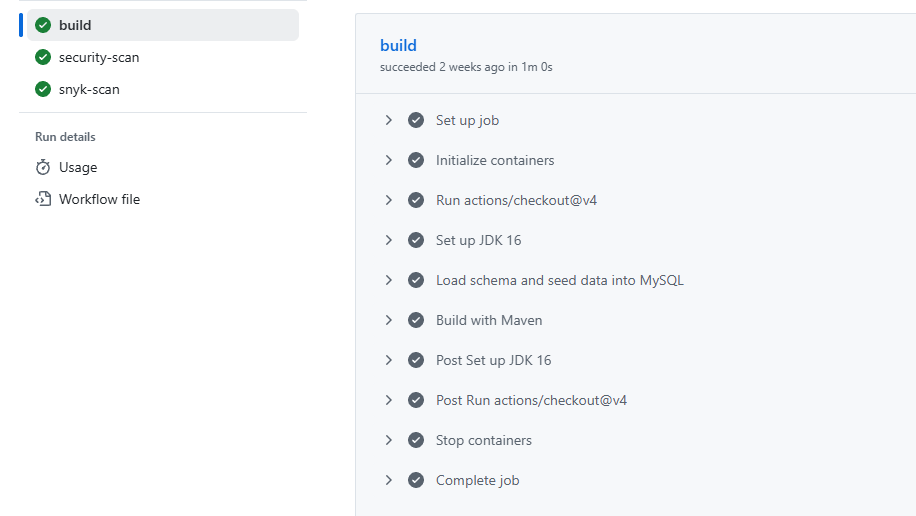 build
security-scan
snyk-scan
Run details
Usage
Workflow file
build
succeeded 2 weeks ago in 1m 0s
Set up job
Initialize containers
Run actions/checkout@v4
Set up JDK 16
Load schema and seed data into MySQL
Build with Maven
Post Set up JDK 16
Post Run actions/checkout@v4
Stop containers
Complete job